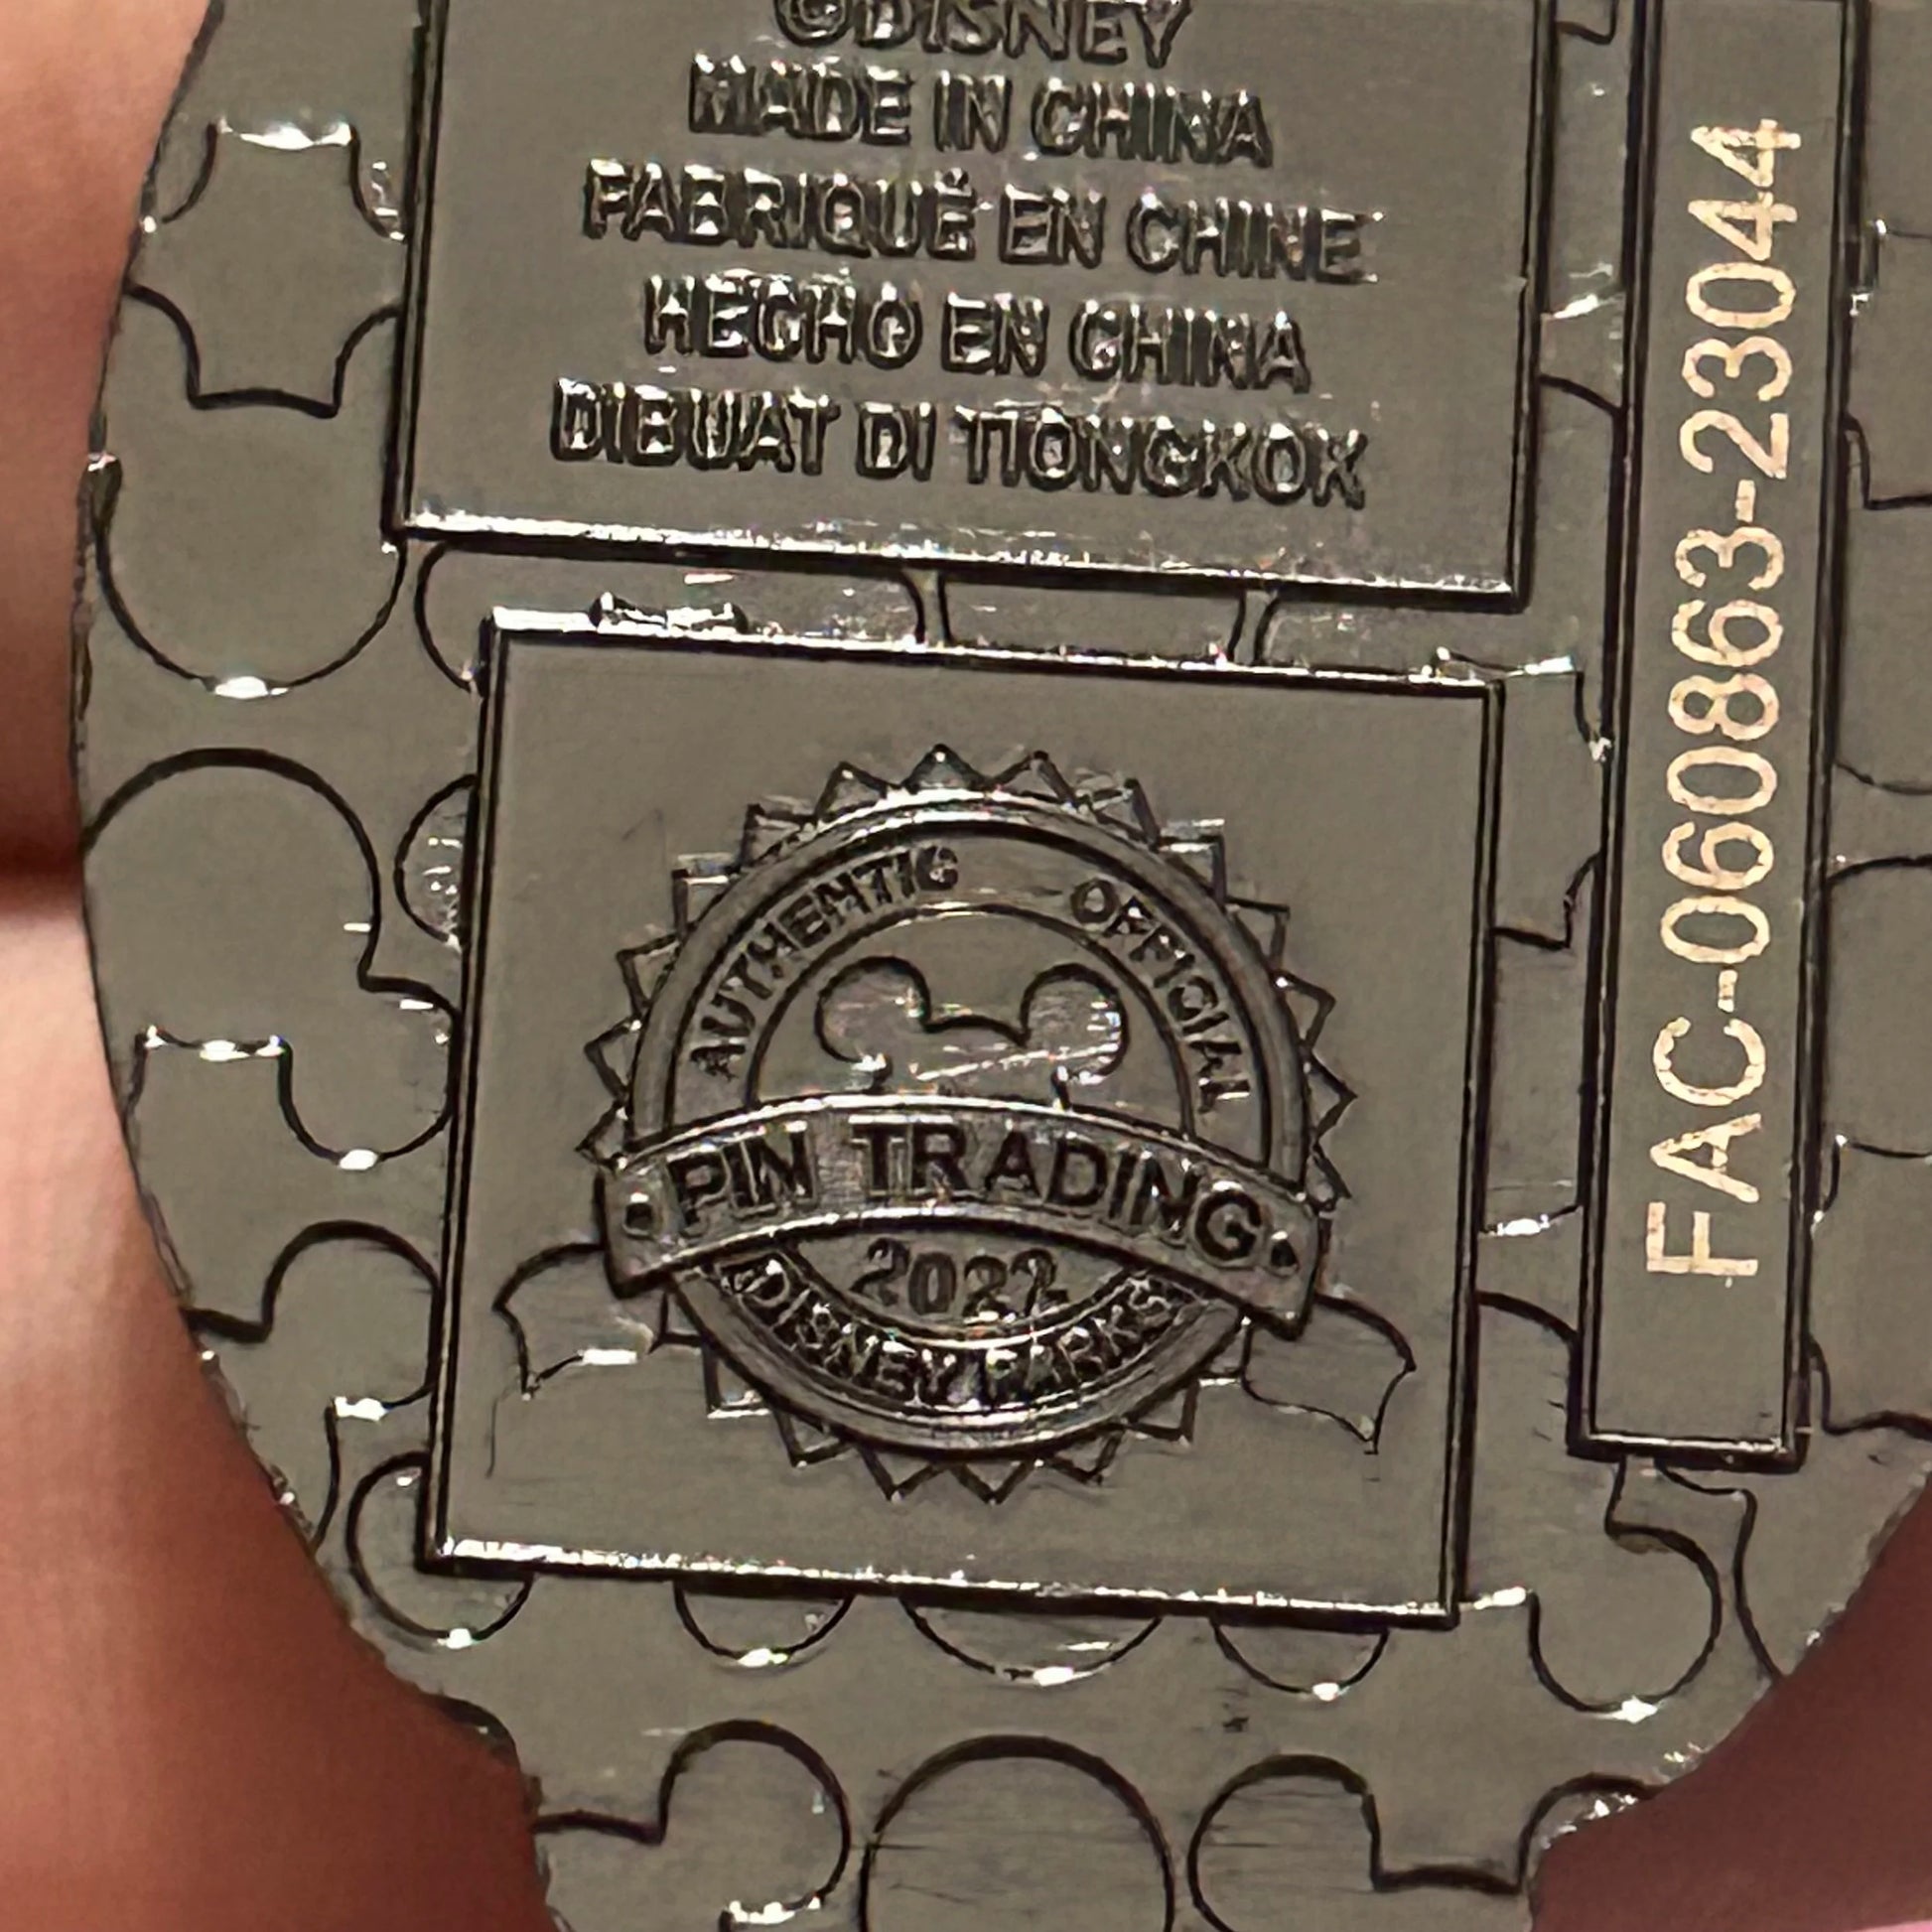 ©DISNEY
MADE IN CHINA
FABRIQUÉ EN CHINE
HECHO EN CHINA
DIBUAT DI TIONGKOK
FAC-060863-23044
AUTHENTIC OFFICIAL
PIN TRADING
2022
DISNEY PARKS